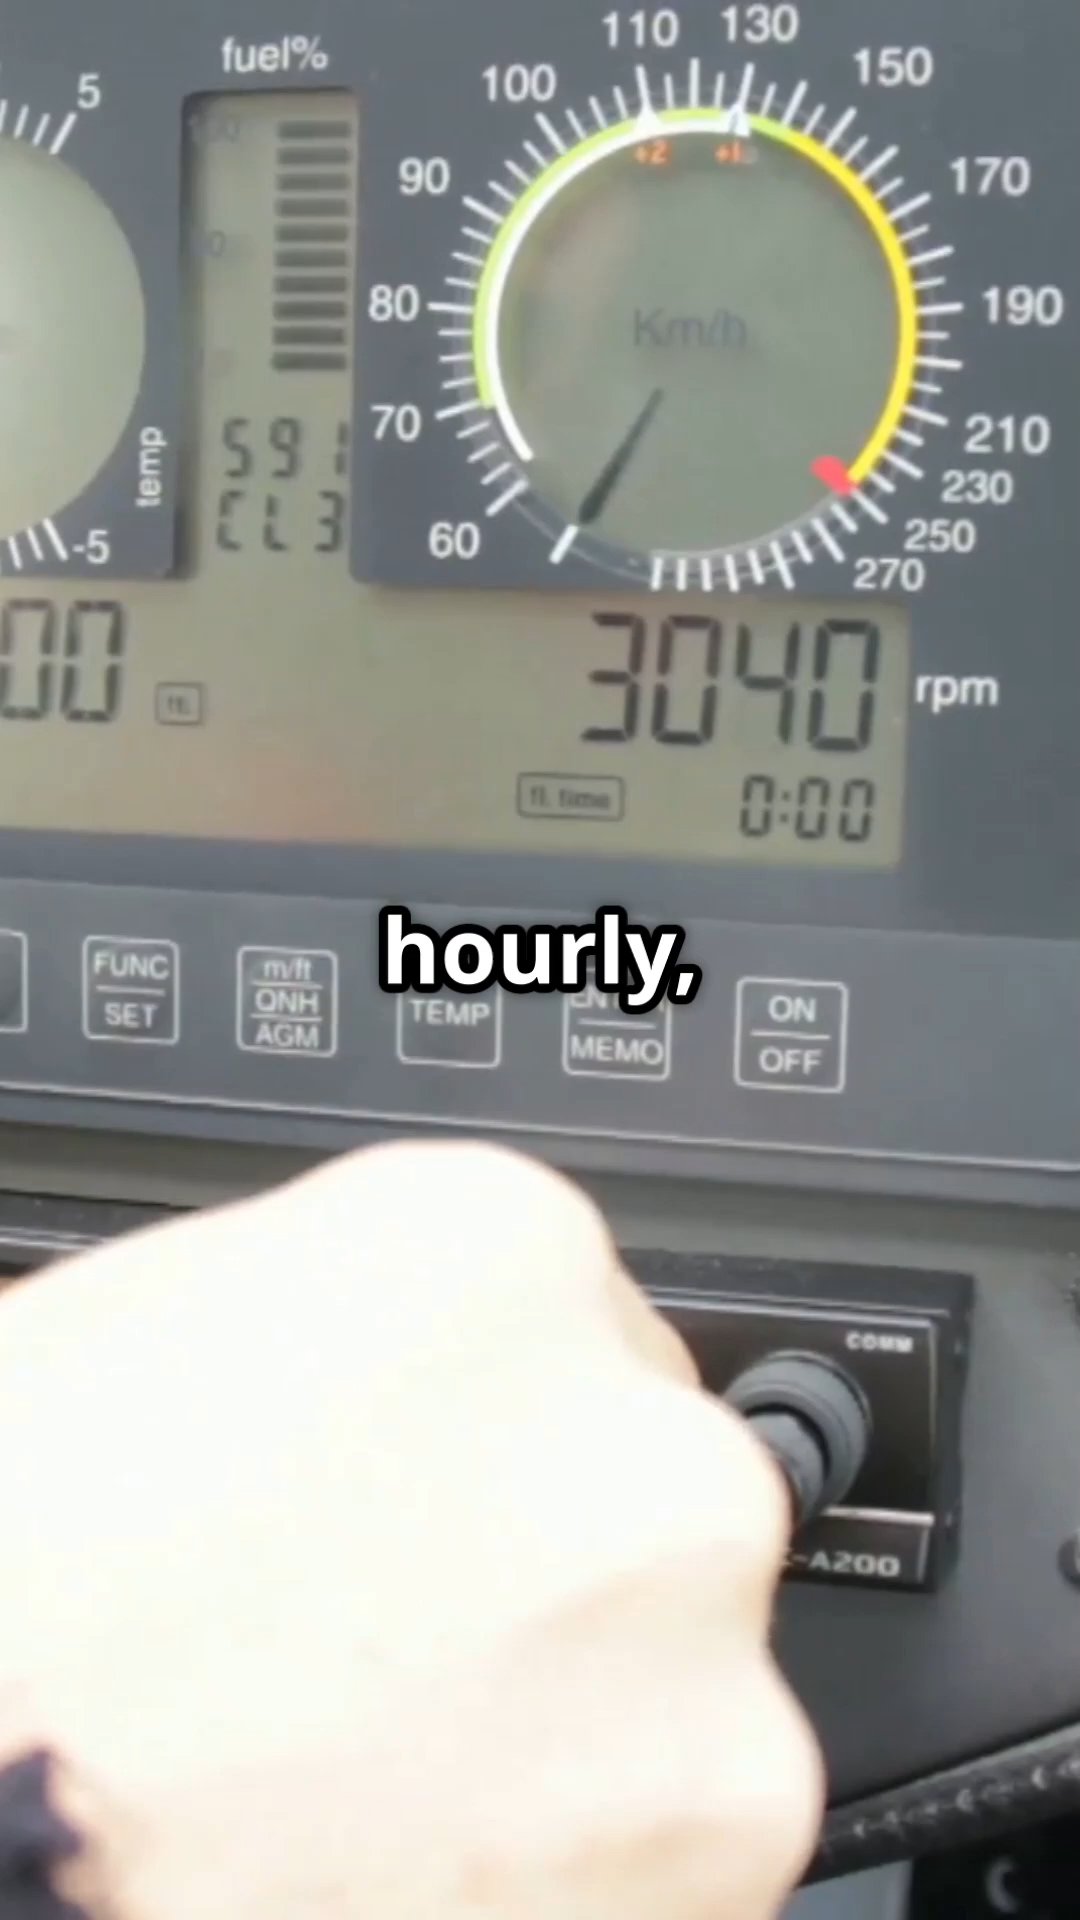 fuel%
5
110 130
100
150
90
170
80
190
Km/h
70
210
230
temp
250
60
-5
270
3040 rpm
00
ft.
fl. time
0:00
hourly,
FUNC
SET
m/ft
QNH
AGM
TEMP
MEMO
ON
OFF
COMM
-A200